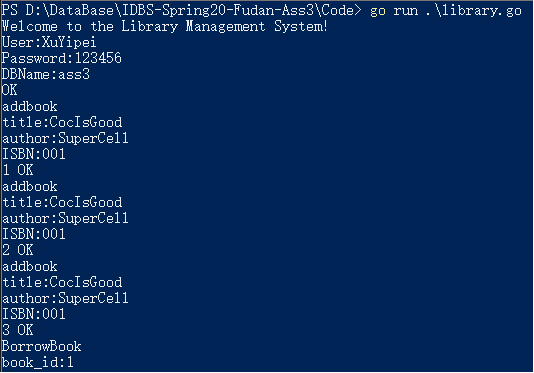 PS D:\DataBase\IDBS-Spring20-Fudan-Ass3\Code> go run .\library.go
Welcome to the Library Management System!
User:XuYipei
Password:123456
DBName:ass3
OK
addbook
title:CocIsGood
author:SuperCell
ISBN:001
1 OK
addbook
title:CocIsGood
author:SuperCell
ISBN:001
2 OK
addbook
title:CocIsGood
author:SuperCell
ISBN:001
3 OK
BorrowBook
book_id:1